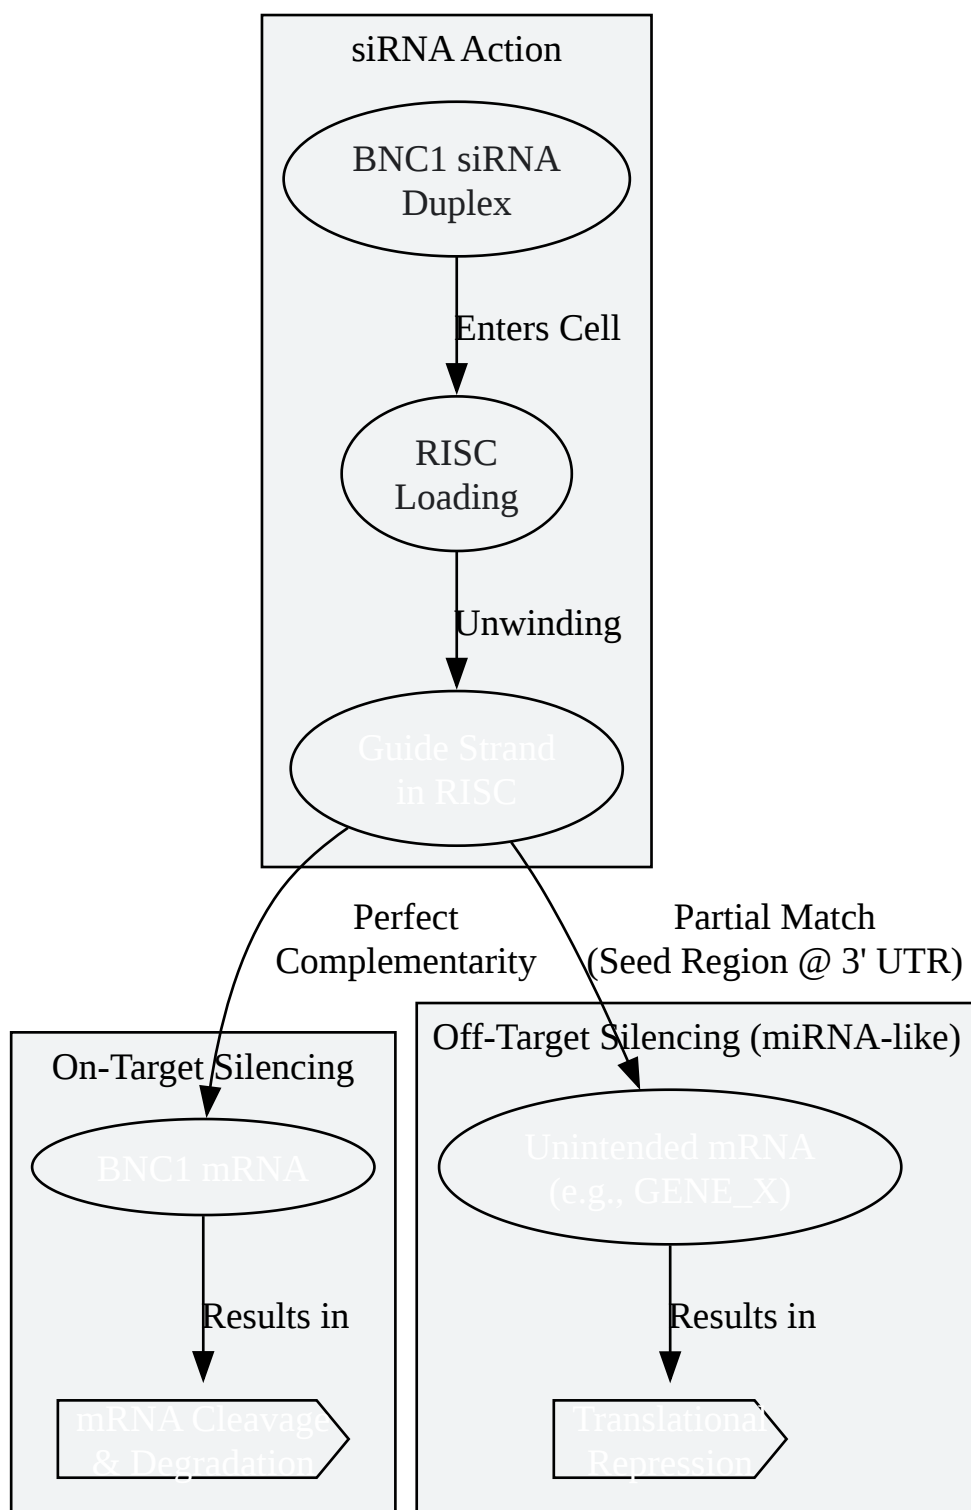 siRNA Action
BNC1 siRNA
Duplex
Enters Cell
RISC
Loading
Unwinding
Guide Strand
in RISC
Perfect
Complementarity
Partial Match
(Seed Region @ 3' UTR)
On-Target Silencing
Off-Target Silencing (miRNA-like)
BNC1 mRNA
Unintended mRNA
(e.g., GENE_X)
Results in
Results in
mRNA Cleavage
& Degradation
Translational
Repression